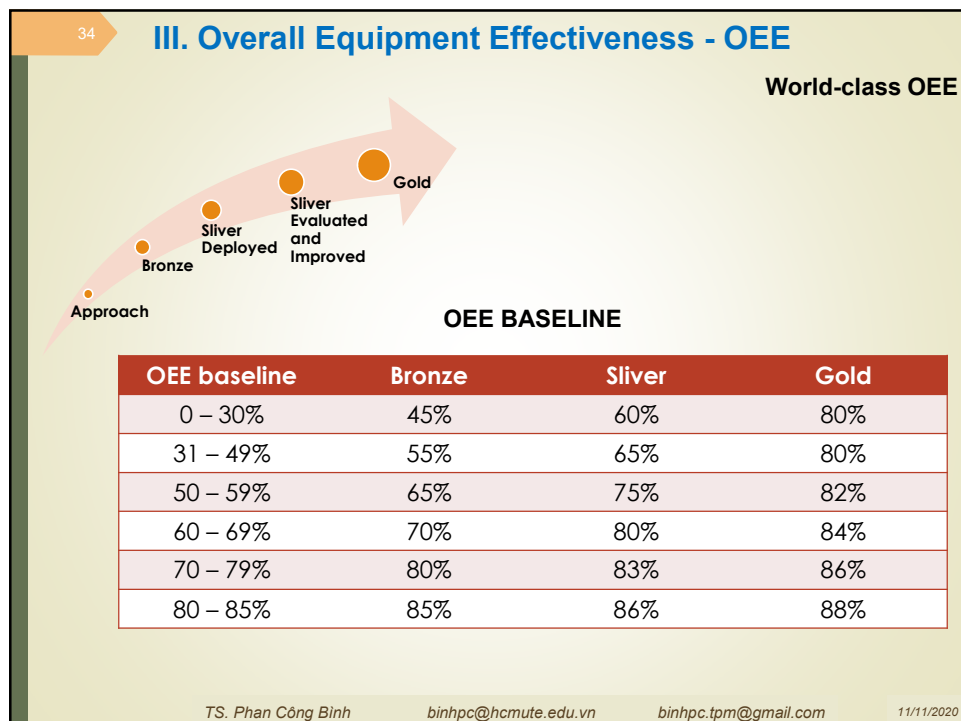 34
III. Overall Equipment Effectiveness - OEE
World-class OEE
Gold
Sliver
Evaluated
and
Improved
Sliver
Deployed
Bronze
Approach
OEE BASELINE
OEE baseline Bronze Sliver Gold
0 – 30% 45% 60% 80%
31 – 49% 55% 65% 80%
50 – 59% 65% 75% 82%
60 – 69% 70% 80% 84%
70 – 79% 80% 83% 86%
80 – 85% 85% 86% 88%
TS. Phan Công Bình binhpc@hcmute.edu.vn binhpc.tpm@gmail.com 11/11/2020